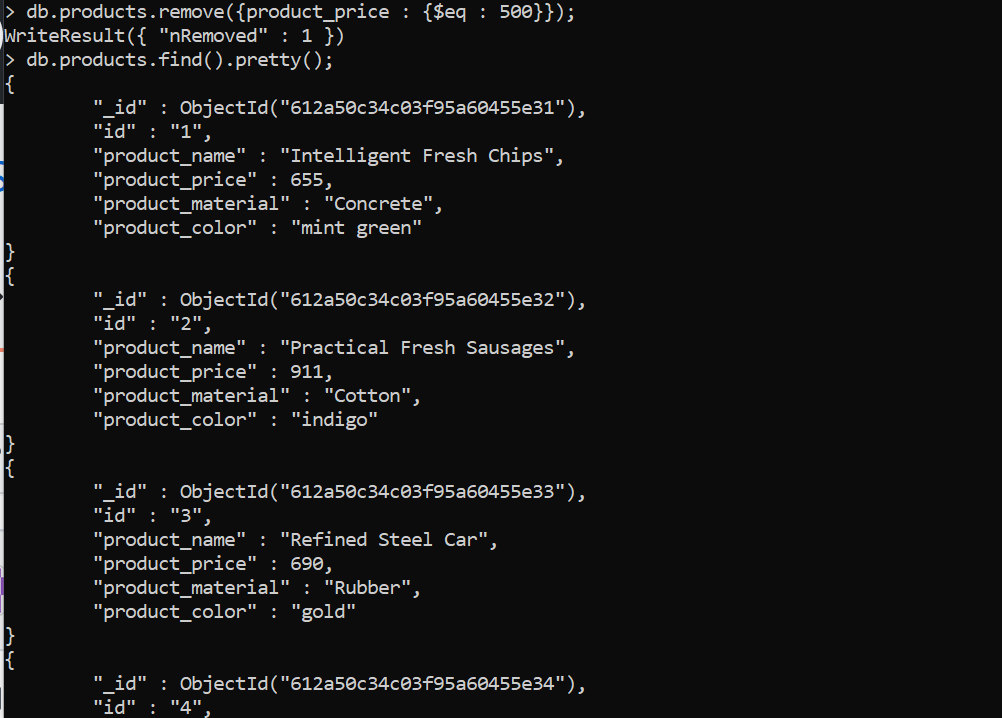 > db.products.remove({product_price : {$eq : 500}});
WriteResult({ "nRemoved" : 1 })
> db.products.find().pretty();
{
        "_id" : ObjectId("612a50c34c03f95a60455e31"),
        "id" : "1",
        "product_name" : "Intelligent Fresh Chips",
        "product_price" : 655,
        "product_material" : "Concrete",
        "product_color" : "mint green"
}
{
        "_id" : ObjectId("612a50c34c03f95a60455e32"),
        "id" : "2",
        "product_name" : "Practical Fresh Sausages",
        "product_price" : 911,
        "product_material" : "Cotton",
        "product_color" : "indigo"
}
{
        "_id" : ObjectId("612a50c34c03f95a60455e33"),
        "id" : "3",
        "product_name" : "Refined Steel Car",
        "product_price" : 690,
        "product_material" : "Rubber",
        "product_color" : "gold"
}
{
        "_id" : ObjectId("612a50c34c03f95a60455e34"),
        "id" : "4",